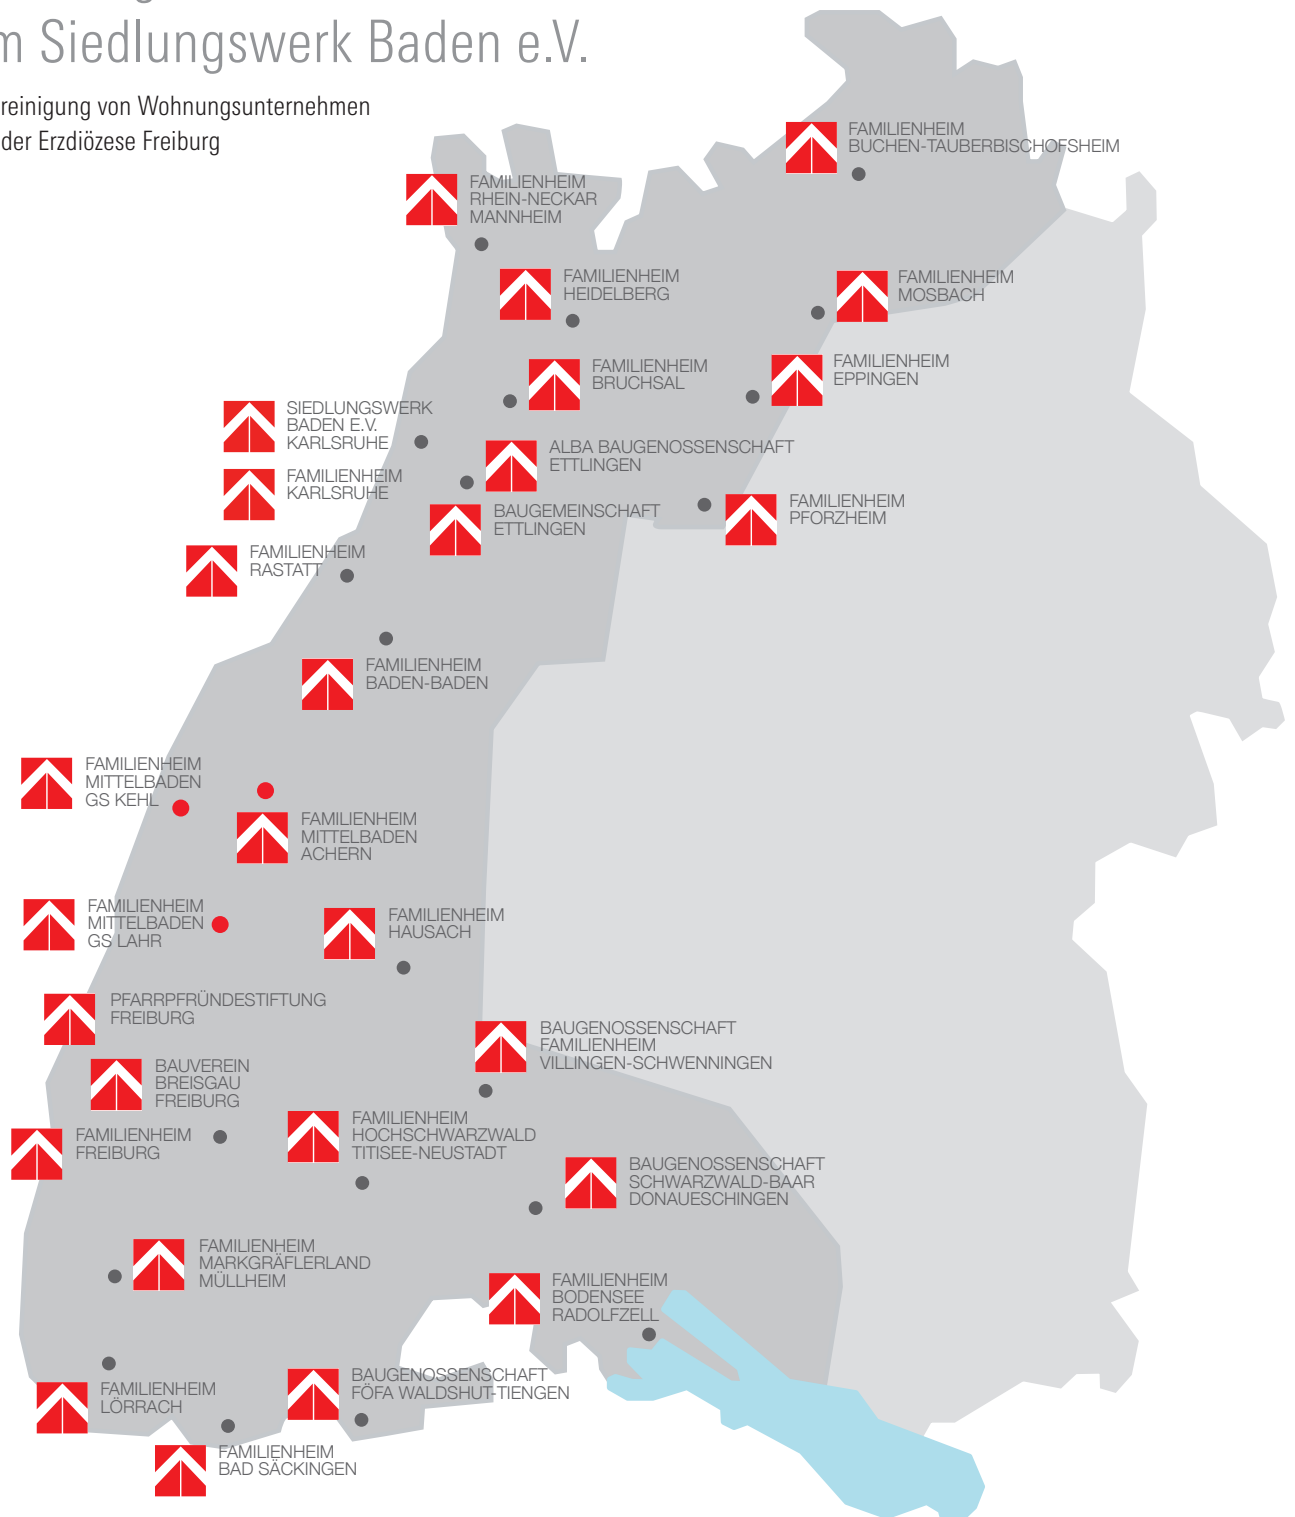 m Siedlungswerk Baden e.V.
reinigung von Wohnungsunternehmen
der Erzdiözese Freiburg
FAMILIENHEIM
BUCHEN-TAUBERBISCHOFSHEIM
FAMILIENHEIM
RHEIN-NECKAR
MANNHEIM
FAMILIENHEIM
HEIDELBERG
FAMILIENHEIM
MOSBACH
FAMILIENHEIM
BRUCHSAL
FAMILIENHEIM
EPPINGEN
SIEDLUNGSWERK
BADEN E.V.
KARLSRUHE
ALBA BAUGENOSSENSCHAFT
ETTLINGEN
FAMILIENHEIM
KARLSRUHE
BAUGEMEINSCHAFT
ETTLINGEN
FAMILIENHEIM
PFORZHEIM
FAMILIENHEIM
RASTATT
FAMILIENHEIM
BADEN-BADEN
FAMILIENHEIM
MITTELBADEN
GS KEHL
FAMILIENHEIM
MITTELBADEN
ACHERN
FAMILIENHEIM
MITTELBADEN
GS LAHR
FAMILIENHEIM
HAUSACH
PFARRPFRÜNDESTIFTUNG
FREIBURG
BAUGENOSSENSCHAFT
FAMILIENHEIM
VILLINGEN-SCHWENNINGEN
BAUVEREIN
BREISGAU
FREIBURG
FAMILIENHEIM
HOCHSCHWARZWALD
TITISEE-NEUSTADT
FAMILIENHEIM
FREIBURG
BAUGENOSSENSCHAFT
SCHWARZWALD-BAAR
DONAUESCHINGEN
FAMILIENHEIM
MARKGRÄFLERLAND
MÜLLHEIM
FAMILIENHEIM
BODENSEE
RADOLFZELL
BAUGENOSSENSCHAFT
FÖFA WALDSHUT-TIENGEN
FAMILIENHEIM
LÖRRACH
FAMILIENHEIM
BAD SÄCKINGEN